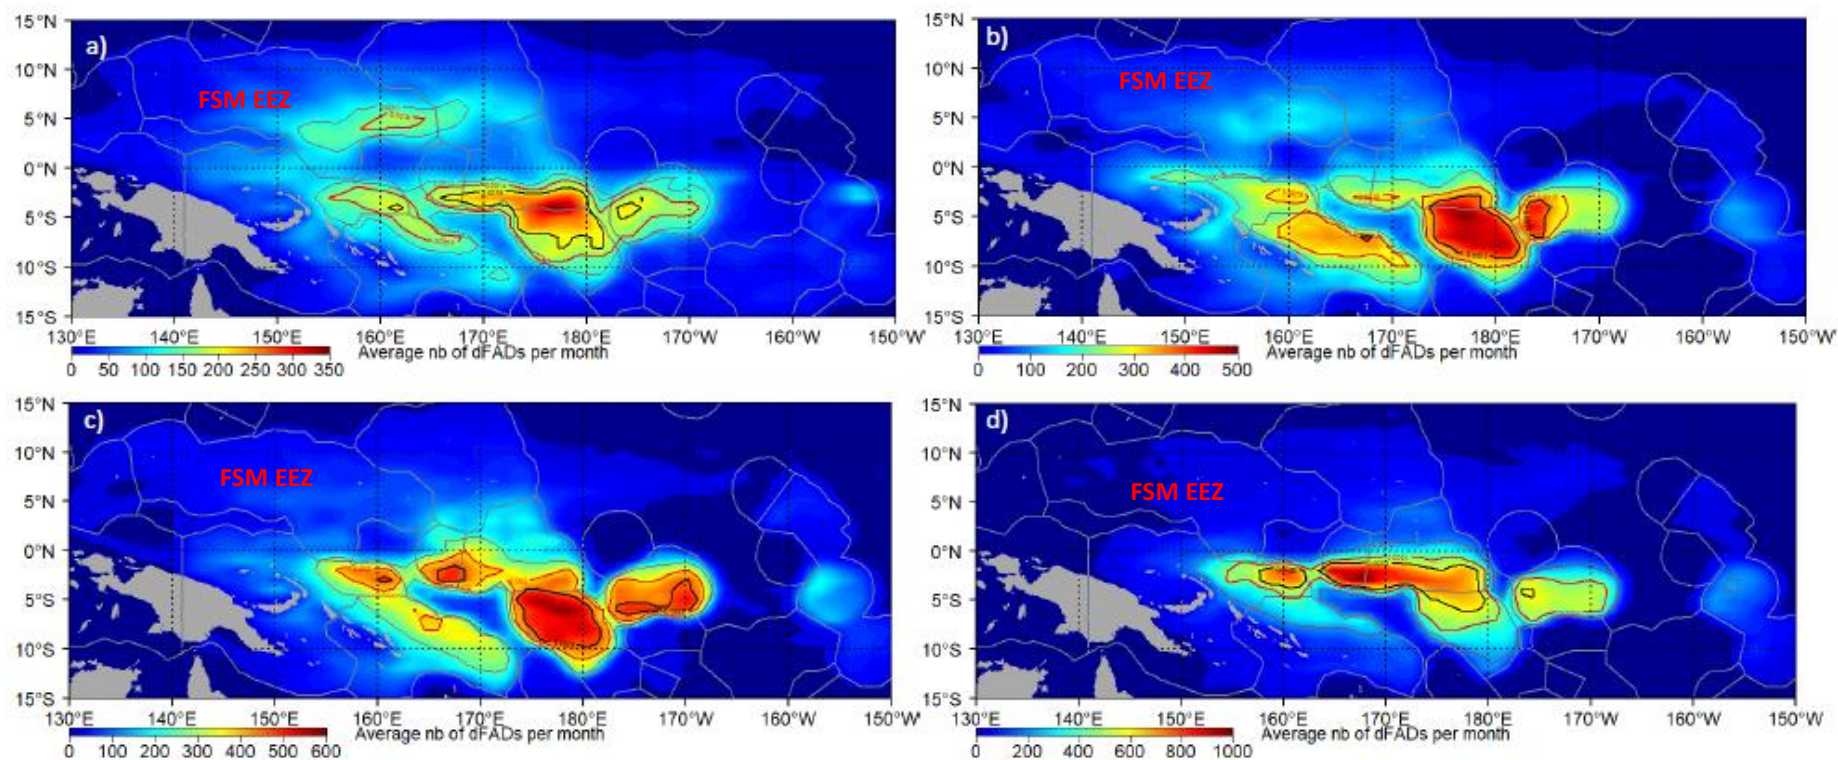 a)
FSM EEZ
15°N
10°N
5°N
0°N
5°S
10°S
15°S
130°E 140°E 150°E 160°E 170°E 180°E 170°W 160°W 150°W
0 50 100 150 200 250 300 350
Average nb of dFADs per month
b)
FSM EEZ
15°N
10°N
5°N
0°N
5°S
10°S
15°S
130°E 140°E 150°E 160°E 170°E 180°E 170°W 160°W 150°W
0 100 200 300 400 500
Average nb of dFADs per month
c)
FSM EEZ
15°N
10°N
5°N
0°N
5°S
10°S
15°S
130°E 140°E 150°E 160°E 170°E 180°E 170°W 160°W 150°W
0 100 200 300 400 500 600
Average nb of dFADs per month
d)
FSM EEZ
15°N
10°N
5°N
0°N
5°S
10°S
15°S
130°E 140°E 150°E 160°E 170°E 180°E 170°W 160°W 150°W
0 200 400 600 800 1000
Average nb of dFADs per month